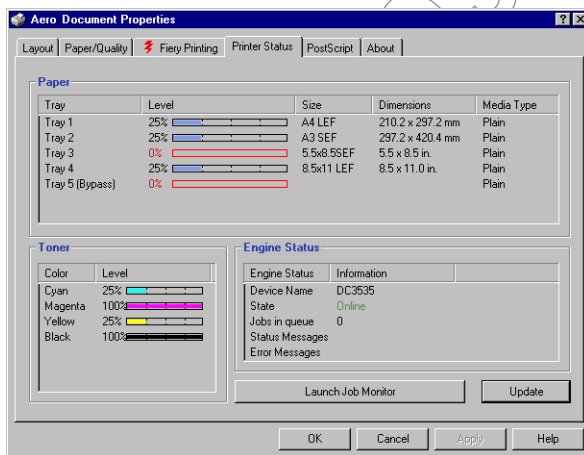 Aero Document Properties
Layout Paper/Quality Fiery Printing Printer Status PostScript About
Paper
Tray Level Size Dimensions Media Type
Tray 1 25% A4 LEF 210.2 x 297.2 mm Plain
Tray 2 25% A3 SEF 297.2 x 420.4 mm Plain
Tray 3 0% 5.5x8.5SEF 5.5 x 8.5 in. Plain
Tray 4 25% 8.5x11 LEF 8.5 x 11.0 in. Plain
Tray 5 (Bypass) 0% Plain
Toner
Color Level
Cyan 25%
Magenta 100%
Yellow 25%
Black 100%
Engine Status
Engine Status Information
Device Name DC3535
State Online
Jobs in queue 0
Status Messages
Error Messages
Launch Job Monitor Update
OK Cancel Apply Help